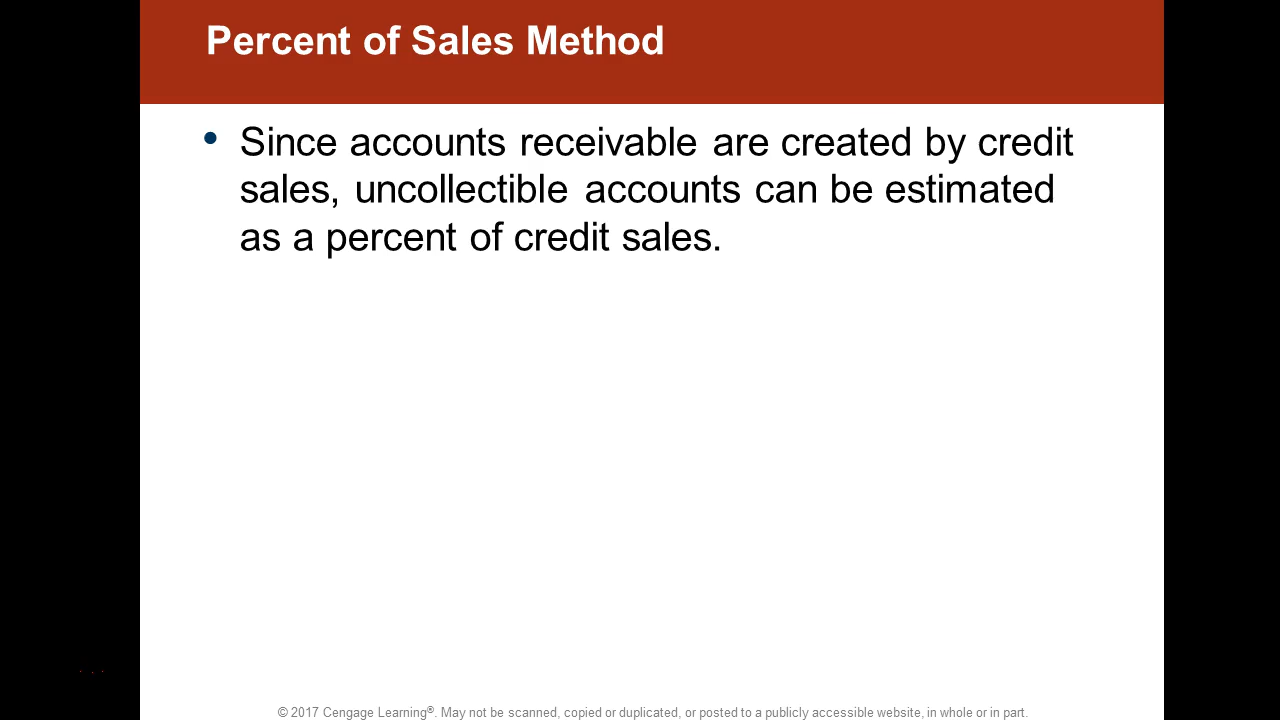 Percent of Sales Method
• Since accounts receivable are created by credit
sales, uncollectible accounts can be estimated
as a percent of credit sales.
© 2017 Cengage Learning®. May not be scanned, copied or duplicated, or posted to a publicly accessible website, in whole or in part.